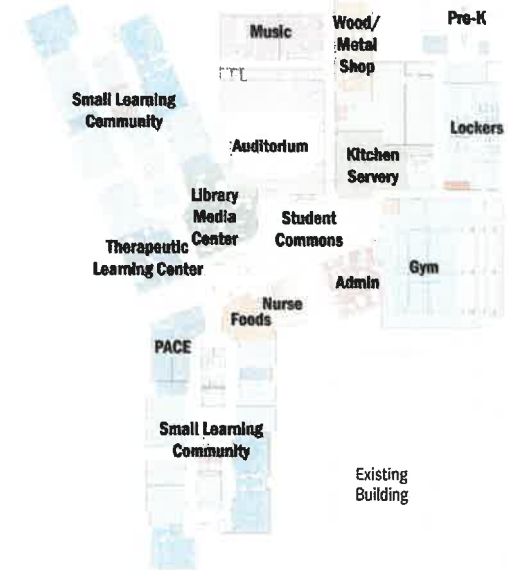 Pre-K
Music
Wood/
Metal
Shop
Small Learning
Community
Lockers
Auditorium
Kitchen
Servery
Library
Media
Center
Student
Commons
Therapeutic
Learning Center
Gym
Admin
Nurse
Foods
PACE
Small Learning
Community
Existing
Building